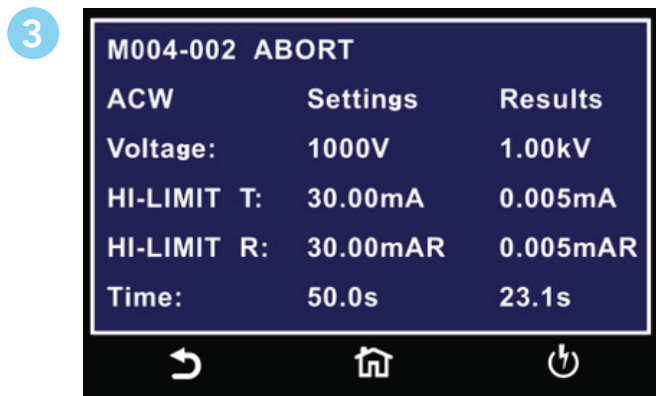 3
M004-002 ABORT
ACW Settings Results
Voltage: 1000V 1.00kV
HI-LIMIT T: 30.00mA 0.005mA
HI-LIMIT R: 30.00mAR 0.005mAR
Time: 50.0s 23.1s